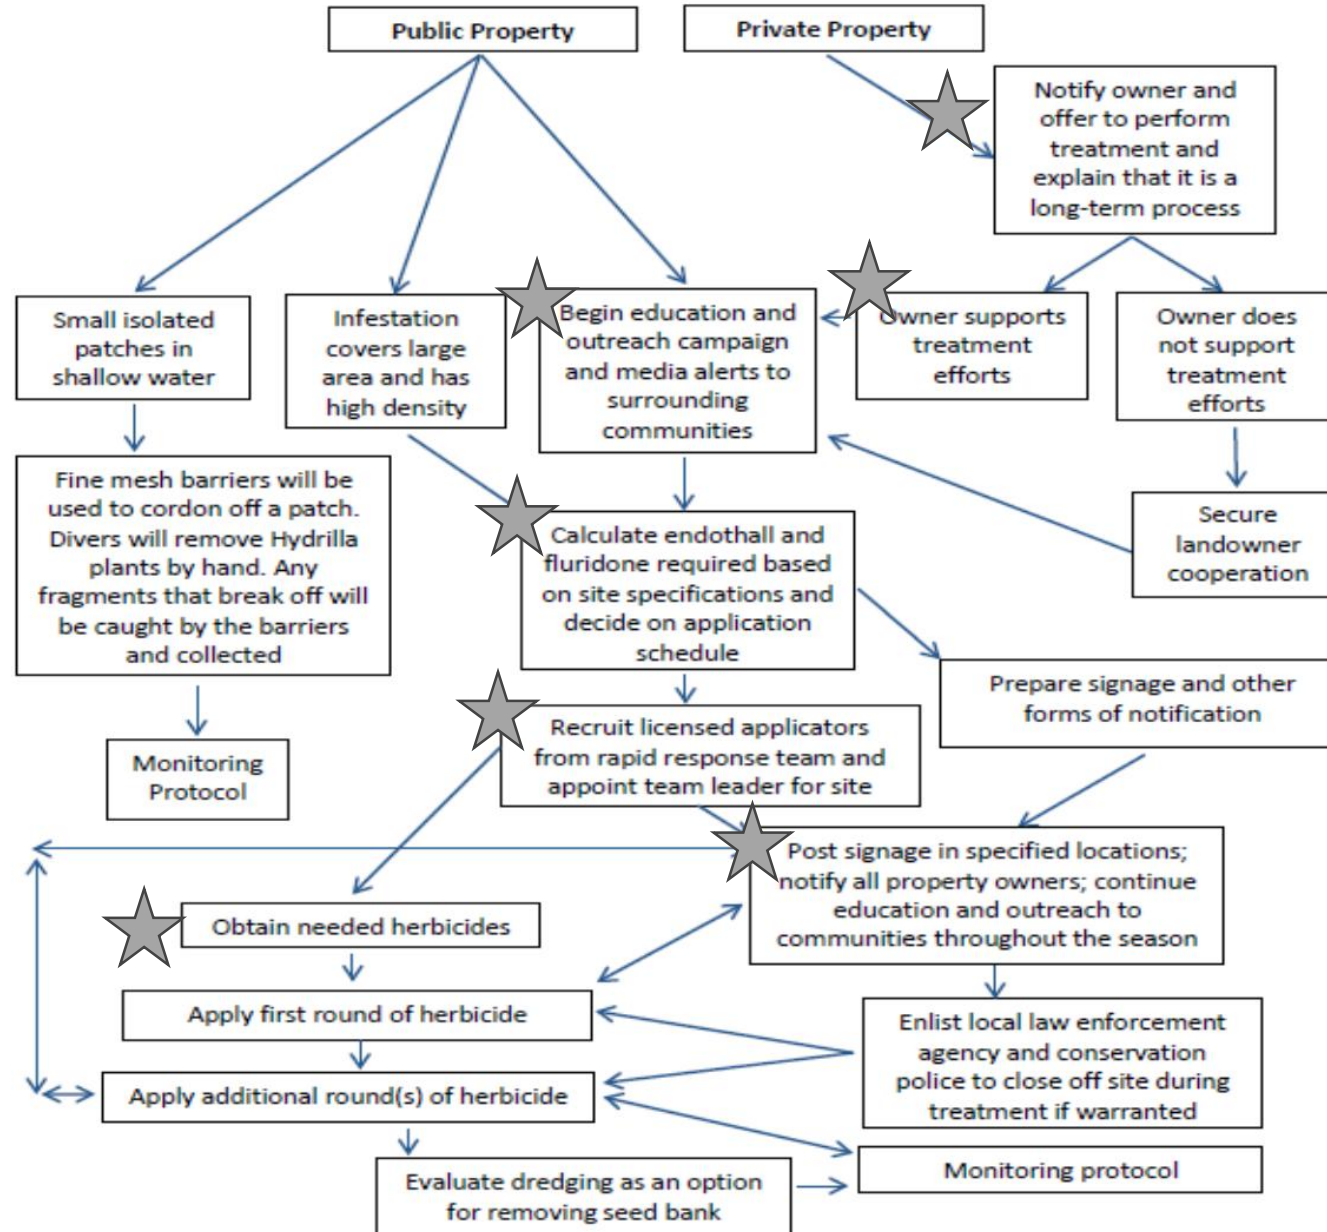 Public Property
Private Property
Notify owner and
offer to perform
treatment and
explain that it is a
long-term process
Small isolated
patches in
shallow water
Infestation
covers large
area and has
high density
Begin education and
outreach campaign
and media alerts to
surrounding
communities
Owner supports
treatment
efforts
Owner does
not support
treatment
efforts
Fine mesh barriers will be
used to cordon off a patch.
Divers will remove Hydrilla
plants by hand. Any
fragments that break off will
be caught by the barriers
and collected
Calculate endothall and
fluridone required based
on site specifications and
decide on application
schedule
Secure
landowner
cooperation
Prepare signage and other
forms of notification
Recruit licensed applicators
from rapid response team and
appoint team leader for site
Monitoring
Protocol
Post signage in specified locations;
notify all property owners; continue
education and outreach to
communities throughout the season
Obtain needed herbicides
Apply first round of herbicide
Enlist local law enforcement
agency and conservation
police to close off site during
treatment if warranted
Apply additional round(s) of herbicide
Monitoring protocol
Evaluate dredging as an option
for removing seed bank